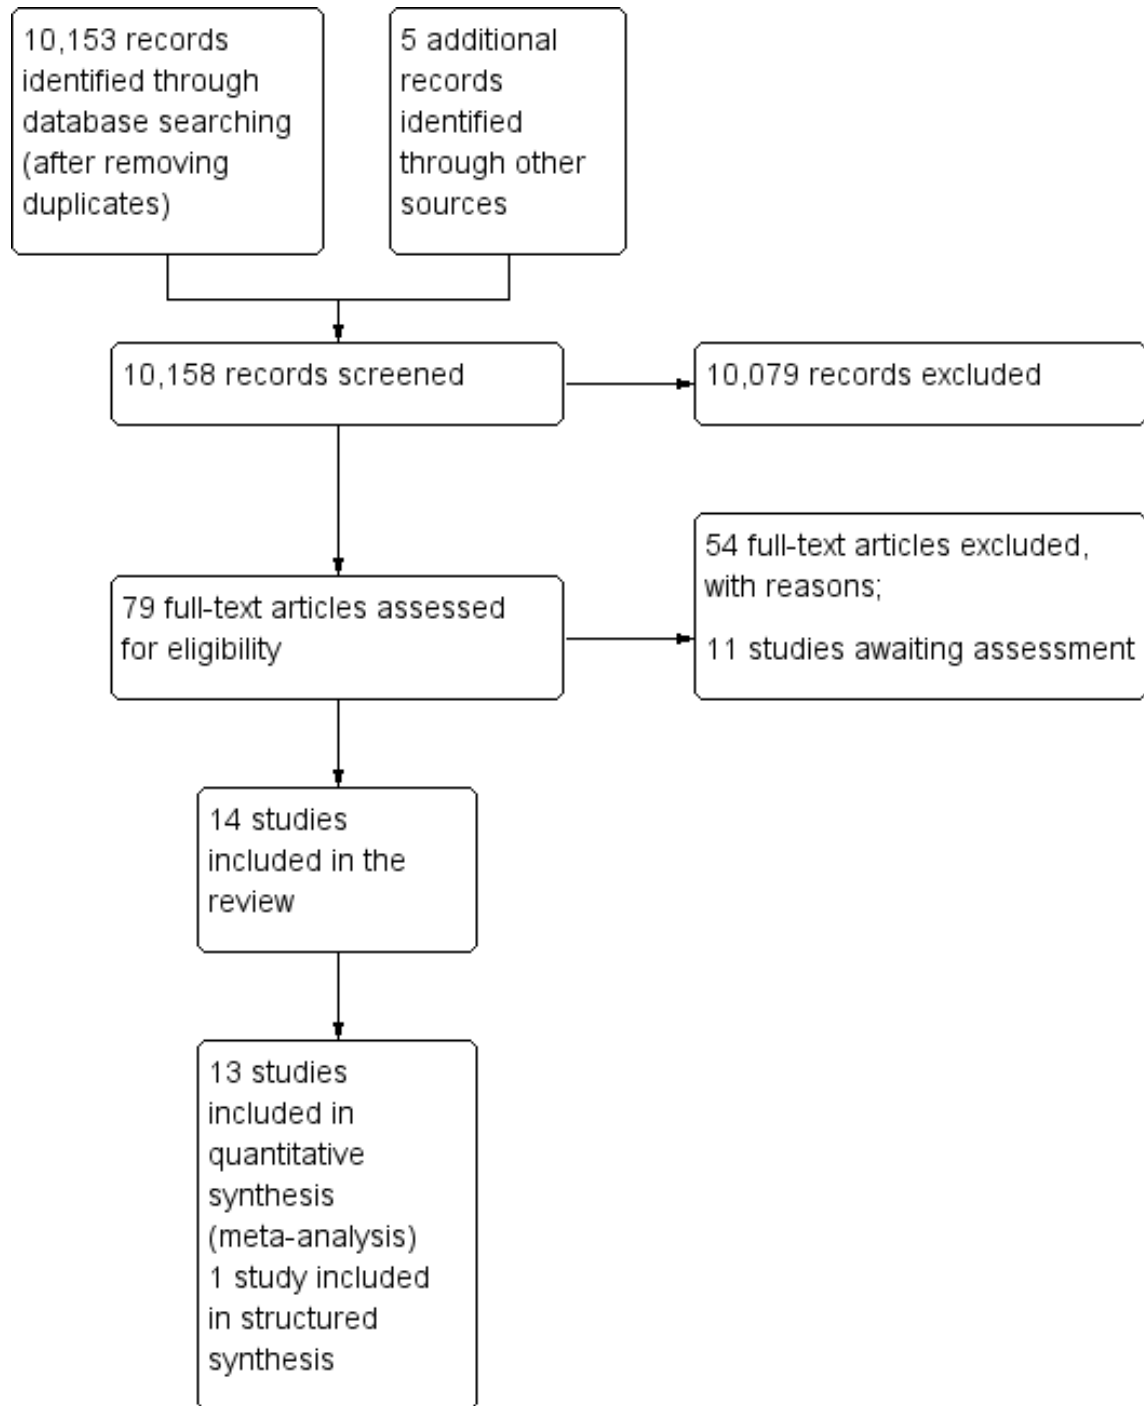 10,153 records
identified through
database searching
(after removing
duplicates)
5 additional
records
identified
through other
sources
10,158 records screened
10,079 records excluded
79 full-text articles assessed
for eligibility
54 full-text articles excluded,
with reasons;
11 studies awaiting assessment
14 studies
included in the
review
13 studies
included in
quantitative
synthesis
(meta-analysis)
1 study included
in structured
synthesis